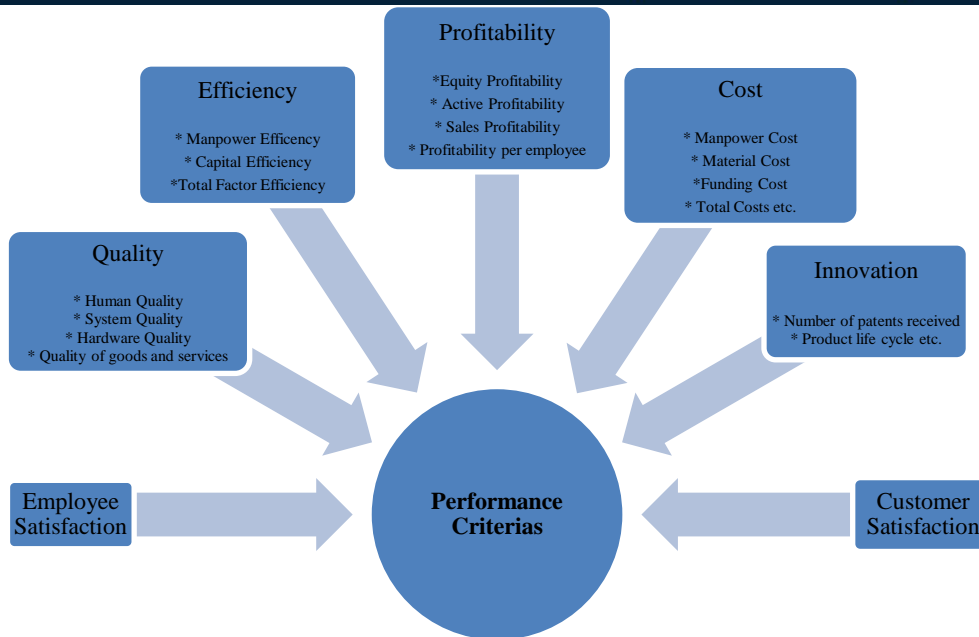 Profitability
*Equity Profitability
* Active Profitability
* Sales Profitability
* Profitability per employee
Efficiency
* Manpower Efficency
* Capital Efficiency
*Total Factor Efficiency
Cost
* Manpower Cost
* Material Cost
*Funding Cost
* Total Costs etc.
Quality
* Human Quality
* System Quality
* Hardware Quality
* Quality of goods and services
Innovation
* Number of patents received
* Product life cycle etc.
Employee
Satisfaction
Performance
Criterias
Customer
Satisfaction